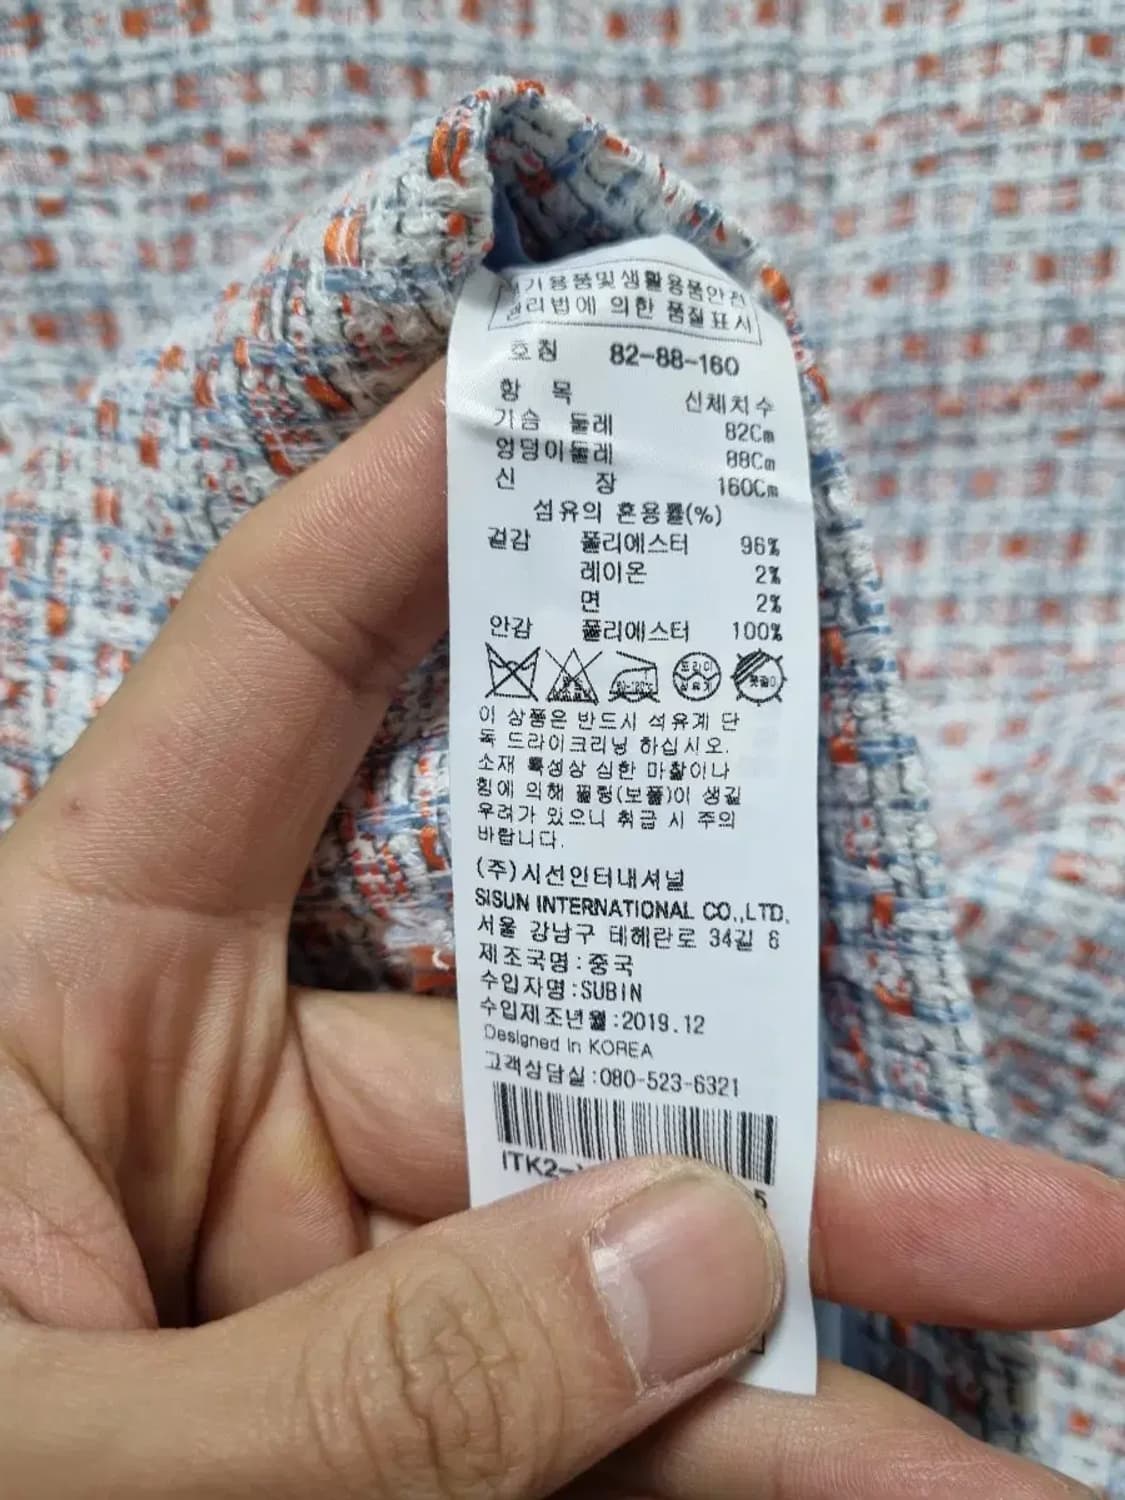 전기용품및생활용품안전
관리법에 의한 품질표시
호칭 82-88-160
항 목 신체치수
가슴 둘레 82Cm
엉덩이둘레 88Cm
신 장 160Cm
섬유의 혼용률(%)
겉감 폴리에스터 96%
레이온 2%
면 2%
안감 폴리에스터 100%
드라이
석유계
이 상품은 반드시 석유계 단
독 드라이크리닝 하십시오.
소재 특성상 심한 마찰이나
힘에 의해 필링(보풀)이 생길
우려가 있으니 취급 시 주의
바랍니다.
(주)시선인터내셔널
SISUN INTERNATIONAL CO.,LTD.
서울 강남구 테헤란로 34길 6
제조국명:중국
수입자명:SUBIN
수입제조년월:2019.12
Designed in KOREA
고객상담실:080-523-6321
ITK2- 5